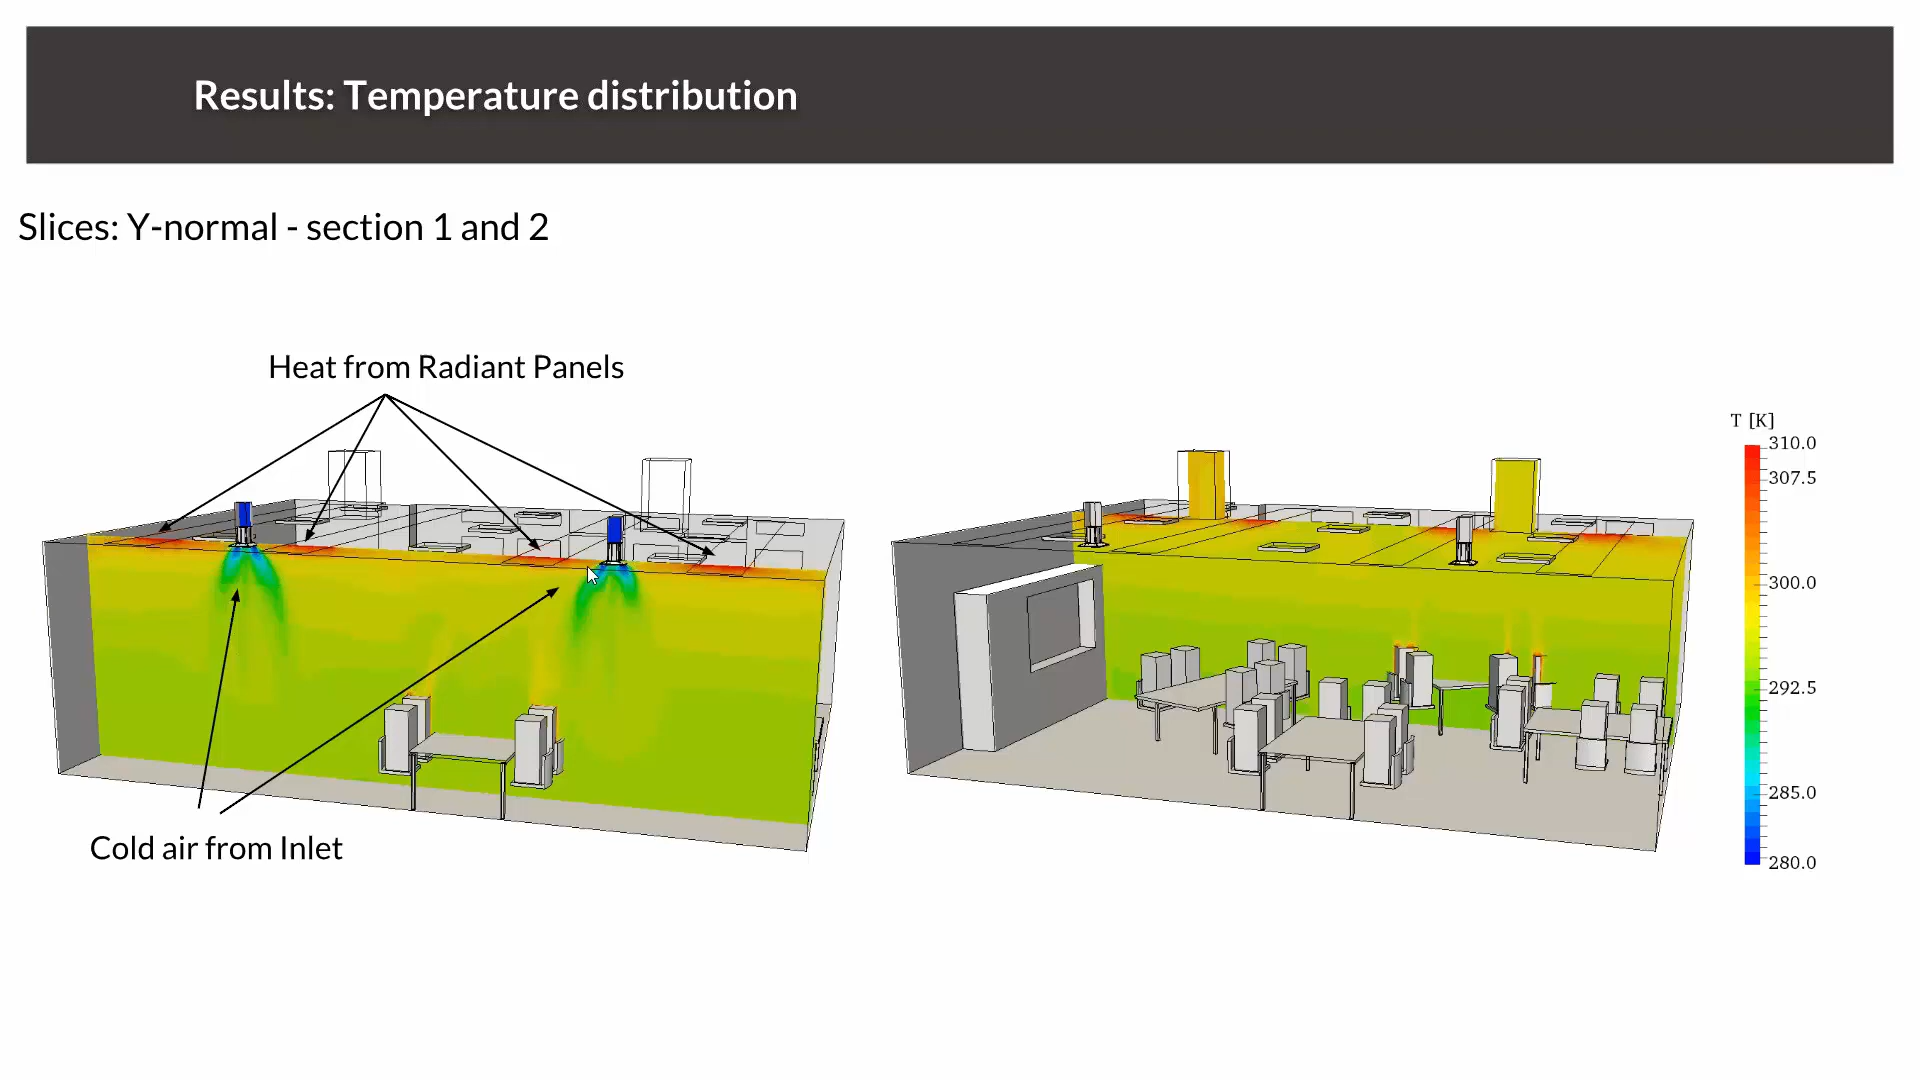 Results: Temperature distribution
Slices: Y-normal - section 1 and 2
Heat from Radiant Panels
Cold air from Inlet
T [K]
310.0
307.5
300.0
292.5
285.0
280.0